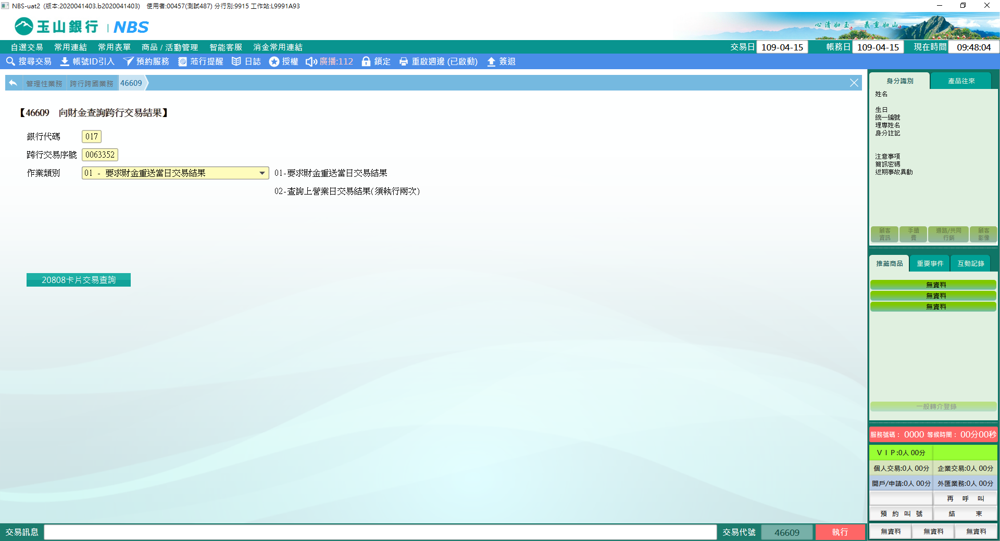 NBS-uat2 (版本:2020041403.b2020041403) 使用者:00457(測試487) 分行別:9915 工作站:L9991A93
玉山銀行 | NBS
心清如玉。義重如山。
自選交易 常用連結 常用表單 商品 / 活動管理 智能客服 消金常用連結 交易日 109-04-15 帳務日 109-04-15 現在時間 09:48:04
搜尋交易 帳號ID引入 預約服務 蒞行提醒 日誌 授權 廣播:112 鎖定 重啟週邊 (已啟動) 簽退
管理性業務 跨行跨國業務 46609
【46609 向財金查詢跨行交易結果】
銀行代碼 017
跨行交易序號 0063352
作業類別 01 - 要求財金重送當日交易結果 01-要求財金重送當日交易結果
02-查詢上營業日交易結果(須執行兩次)
20808卡片交易查詢
身分識別 產品往來
姓名
生日
統一編號
理專姓名
身分註記
注意事項
簡訊密碼
近期事故異動
顧客資訊 手續費 通路/共同行銷 顧客影像
推薦商品 重要事件 互動記錄
無資料
無資料
無資料
一般轉介登錄
服務號碼： 0000 等候時間： 00分00秒
ＶＩＰ:0人 00分
個人交易:0人 00分 企業交易:0人 00分
開戶/申請:0人 00分 外匯業務:0人 00分
再 呼 叫
預 約 叫 號 結 束
無資料 無資料 無資料
交易訊息 交易代號 46609 執行